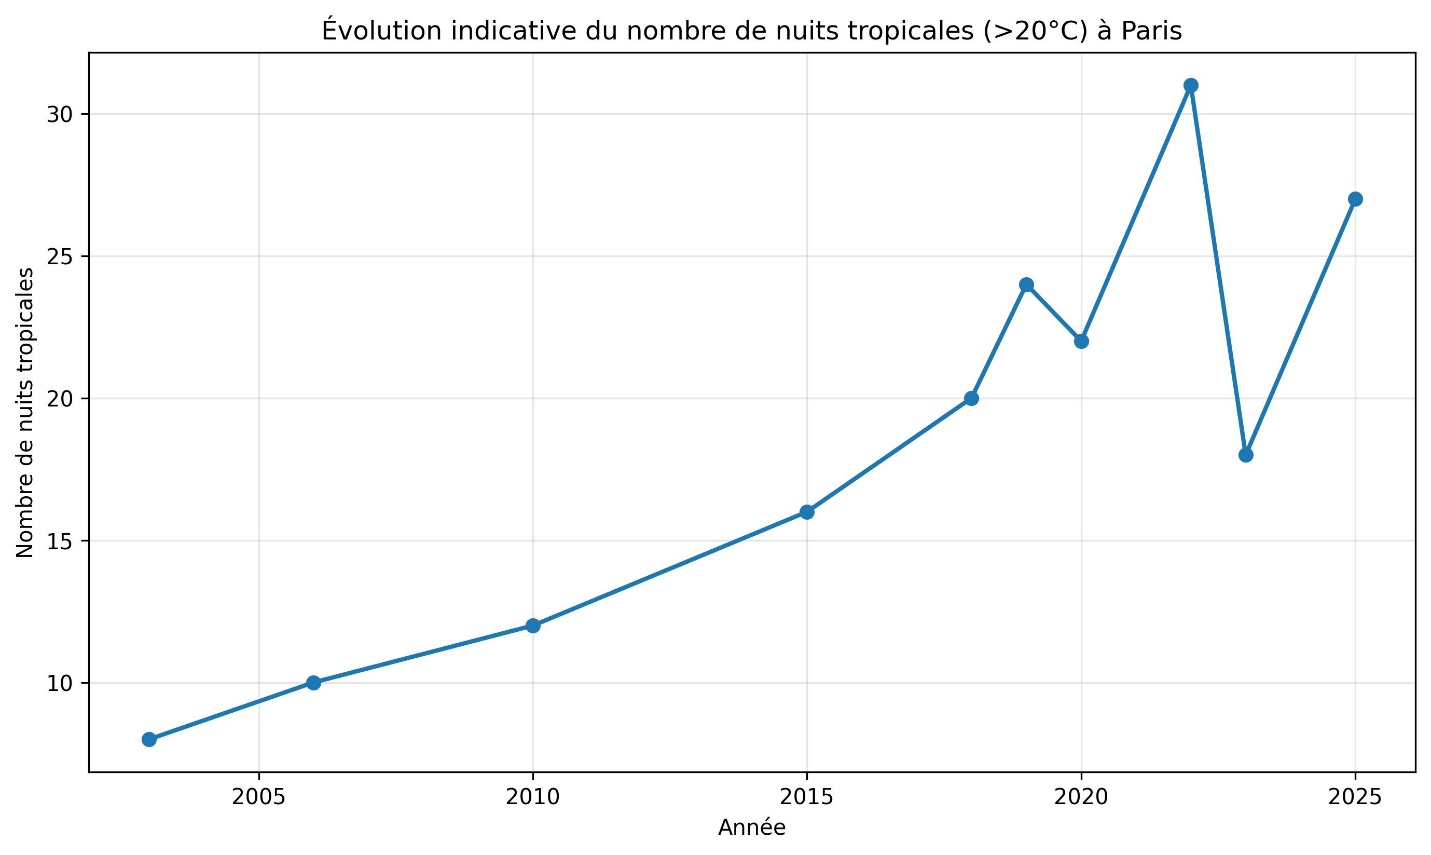 Évolution indicative du nombre de nuits tropicales (>20°C) à Paris
Nombre de nuits tropicales
30
25
20
15
10
2005 2010 2015 2020 2025
Année